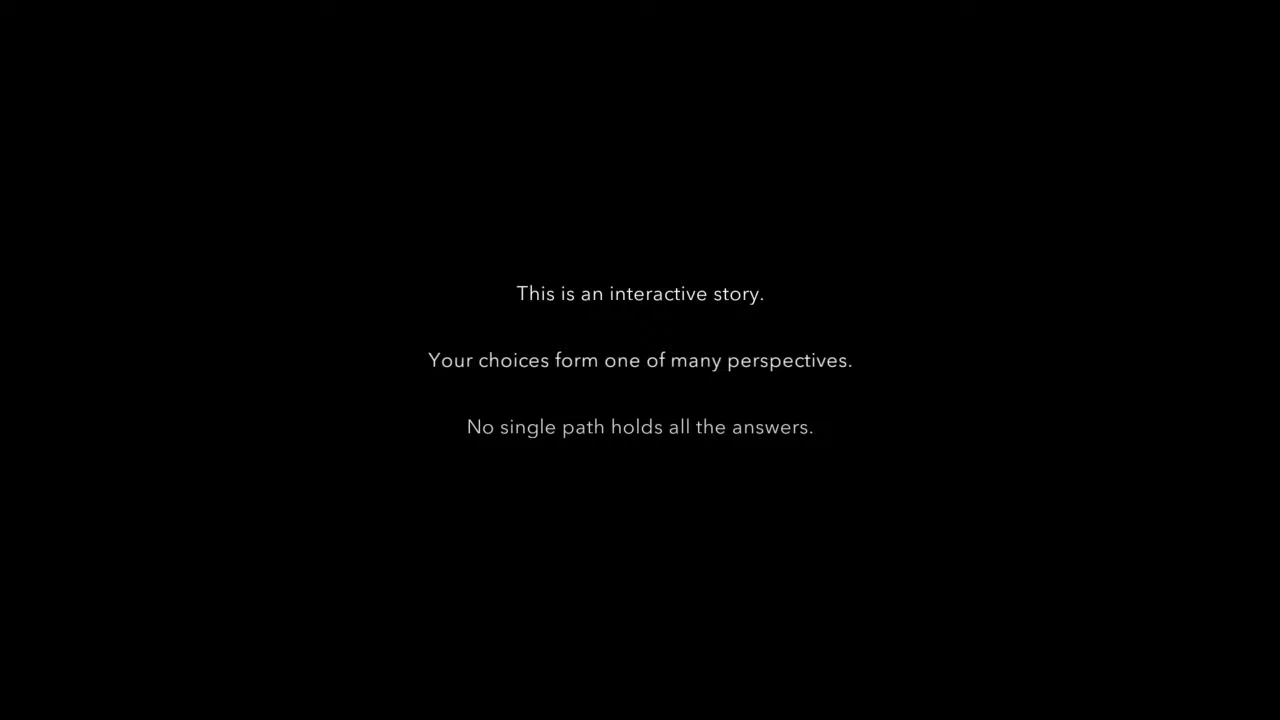 This is an interactive story.
Your choices form one of many perspectives.
No single path holds all the answers.